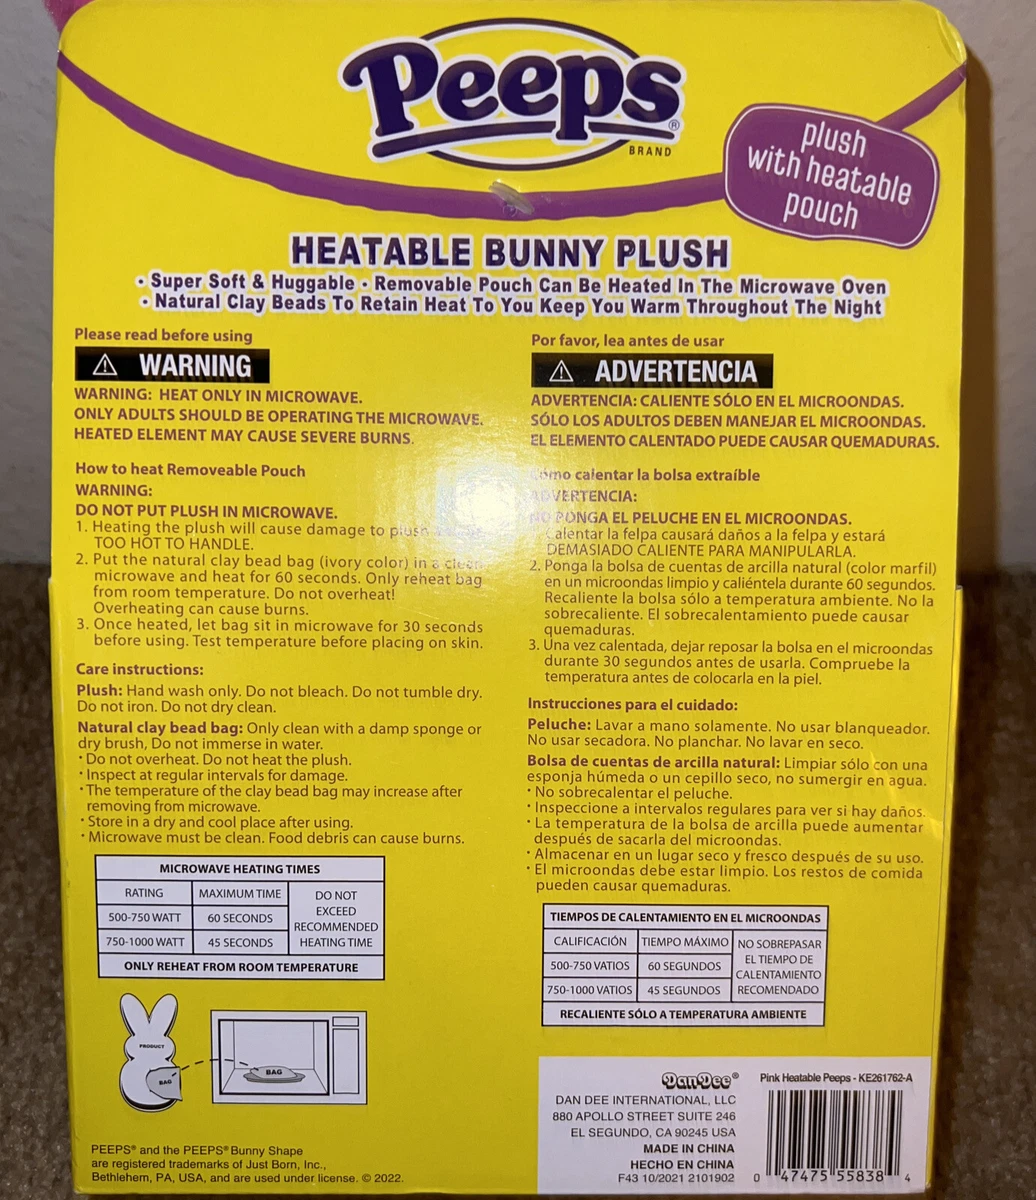 Peeps®
BRAND
plush
with heatable
pouch
HEATABLE BUNNY PLUSH
• Super Soft & Huggable • Removable Pouch Can Be Heated In The Microwave Oven
• Natural Clay Beads To Retain Heat To You Keep You Warm Throughout The Night
Please read before using
⚠ WARNING
WARNING: HEAT ONLY IN MICROWAVE.
ONLY ADULTS SHOULD BE OPERATING THE MICROWAVE.
HEATED ELEMENT MAY CAUSE SEVERE BURNS.
How to heat Removeable Pouch
WARNING:
DO NOT PUT PLUSH IN MICROWAVE.
1. Heating the plush will cause damage to plush
TOO HOT TO HANDLE.
2. Put the natural clay bead bag (ivory color) in a clean
microwave and heat for 60 seconds. Only reheat bag
from room temperature. Do not overheat!
Overheating can cause burns.
3. Once heated, let bag sit in microwave for 30 seconds
before using. Test temperature before placing on skin.
Care instructions:
Plush: Hand wash only. Do not bleach. Do not tumble dry.
Do not iron. Do not dry clean.
Natural clay bead bag: Only clean with a damp sponge or
dry brush, Do not immerse in water.
• Do not overheat. Do not heat the plush.
• Inspect at regular intervals for damage.
• The temperature of the clay bead bag may increase after
removing from microwave.
• Store in a dry and cool place after using.
• Microwave must be clean. Food debris can cause burns.
MICROWAVE HEATING TIMES
RATING MAXIMUM TIME DO NOT
EXCEED
RECOMMENDED
HEATING TIME
500-750 WATT 60 SECONDS
750-1000 WATT 45 SECONDS
ONLY REHEAT FROM ROOM TEMPERATURE
PRODUCT
BAG
BAG
PEEPS® and the PEEPS® Bunny Shape
are registered trademarks of Just Born, Inc.,
Bethlehem, PA, USA, and are used under license. © 2022.
Por favor, lea antes de usar
⚠ ADVERTENCIA
ADVERTENCIA: CALIENTE SÓLO EN EL MICROONDAS.
SÓLO LOS ADULTOS DEBEN MANEJAR EL MICROONDAS.
EL ELEMENTO CALENTADO PUEDE CAUSAR QUEMADURAS.
Cómo calentar la bolsa extraíble
ADVERTENCIA:
NO PONGA EL PELUCHE EN EL MICROONDAS.
Calentar la felpa causará daños a la felpa y estará
DEMASIADO CALIENTE PARA MANIPULARLA.
2. Ponga la bolsa de cuentas de arcilla natural (color marfil)
en un microondas limpio y caliéntela durante 60 segundos.
Recaliente la bolsa sólo a temperatura ambiente. No la
sobrecaliente. El sobrecalentamiento puede causar
quemaduras.
3. Una vez calentada, dejar reposar la bolsa en el microondas
durante 30 segundos antes de usarla. Compruebe la
temperatura antes de colocarla en la piel.
Instrucciones para el cuidado:
Peluche: Lavar a mano solamente. No usar blanqueador.
No usar secadora. No planchar. No lavar en seco.
Bolsa de cuentas de arcilla natural: Limpiar sólo con una
esponja húmeda o un cepillo seco, no sumergir en agua.
• No sobrecalentar el peluche.
• Inspeccione a intervalos regulares para ver si hay daños.
• La temperatura de la bolsa de arcilla puede aumentar
después de sacarla del microondas.
• Almacenar en un lugar seco y fresco después de su uso.
• El microondas debe estar limpio. Los restos de comida
pueden causar quemaduras.
TIEMPOS DE CALENTAMIENTO EN EL MICROONDAS
CALIFICACIÓN TIEMPO MÁXIMO NO SOBREPASAR
EL TIEMPO DE
CALENTAMIENTO
RECOMENDADO
500-750 VATIOS 60 SEGUNDOS
750-1000 VATIOS 45 SEGUNDOS
RECALIENTE SÓLO A TEMPERATURA AMBIENTE
DanDee®
DAN DEE INTERNATIONAL, LLC
880 APOLLO STREET SUITE 246
EL SEGUNDO, CA 90245 USA
MADE IN CHINA
HECHO EN CHINA
F43 10/2021 2101902
Pink Heatable Peeps - KE261762-A
0 47475 55838 4